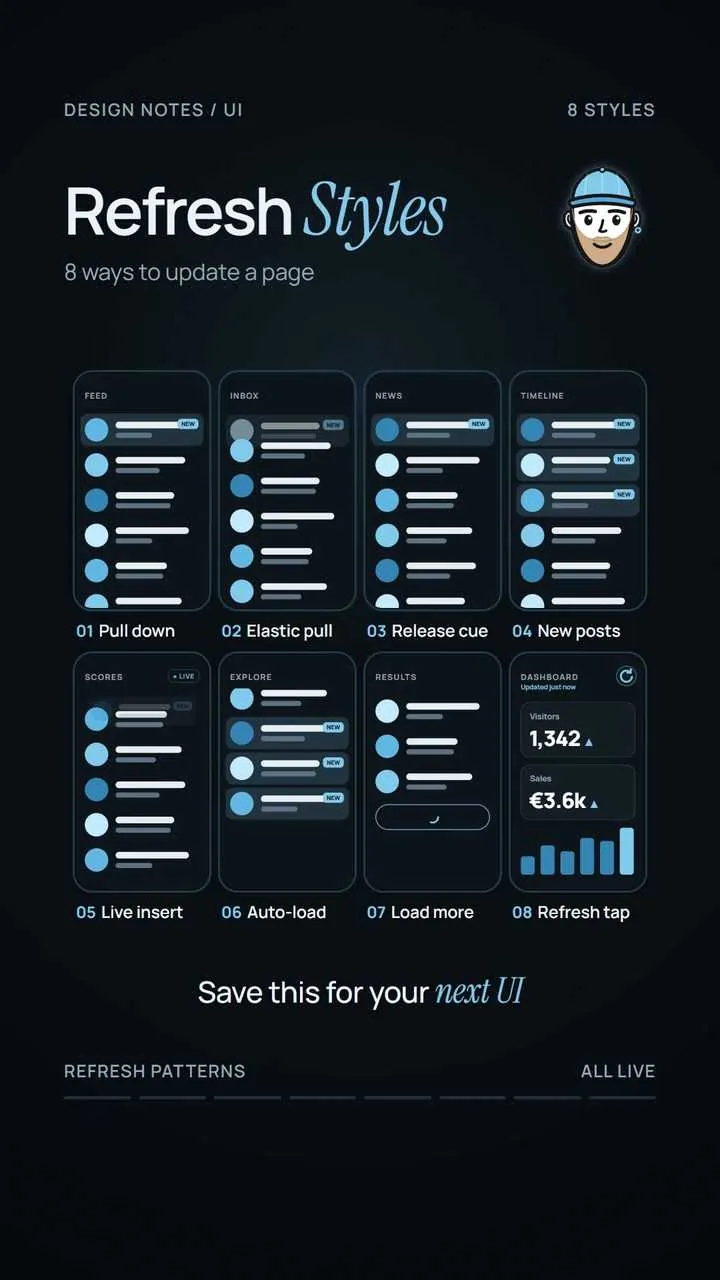 DESIGN NOTES / UI
8 STYLES
Refresh Styles
8 ways to update a page
FEED
NEW
INBOX
NEW
NEWS
NEW
TIMELINE
NEW
NEW
NEW
01 Pull down
02 Elastic pull
03 Release cue
04 New posts
SCORES
• LIVE
NEW
EXPLORE
NEW
NEW
NEW
RESULTS
DASHBOARD
Updated just now
Visitors
1,342 ▲
Sales
€3.6k ▲
05 Live insert
06 Auto-load
07 Load more
08 Refresh tap
Save this for your next UI
REFRESH PATTERNS
ALL LIVE